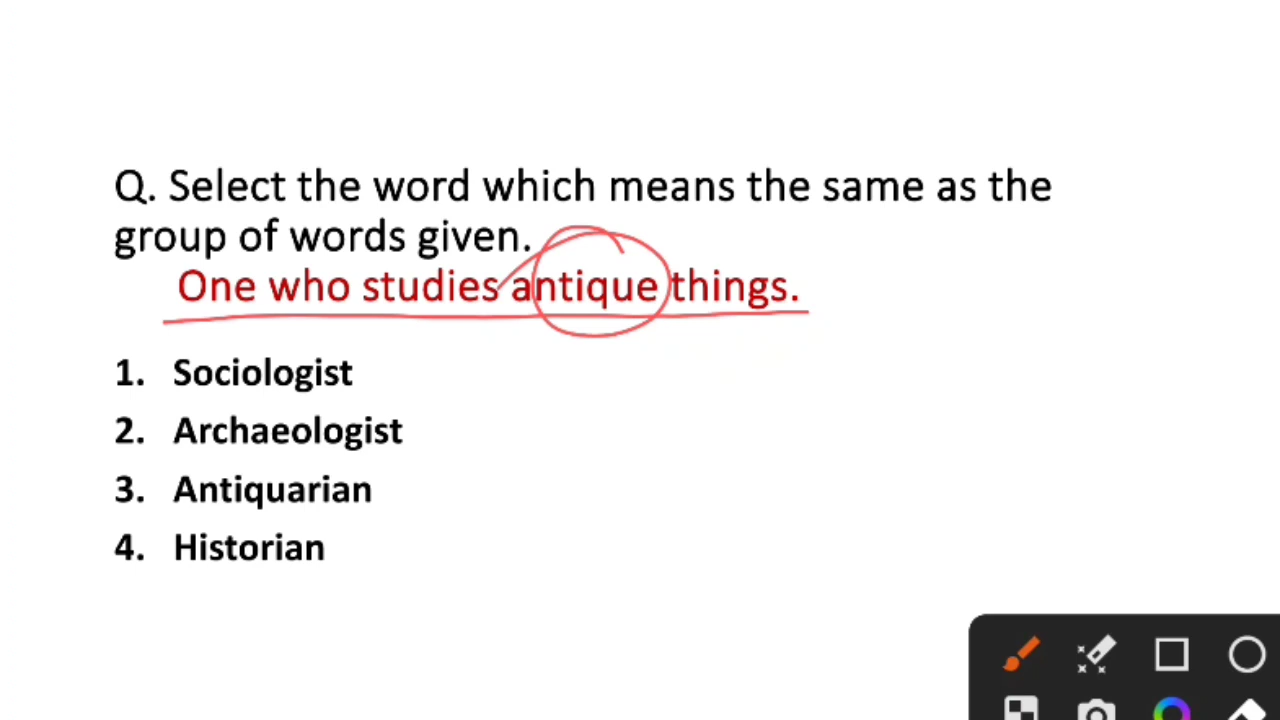 Q. Select the word which means the same as the
group of words given.
One who studies antique things.
1. Sociologist
2. Archaeologist
3. Antiquarian
4. Historian